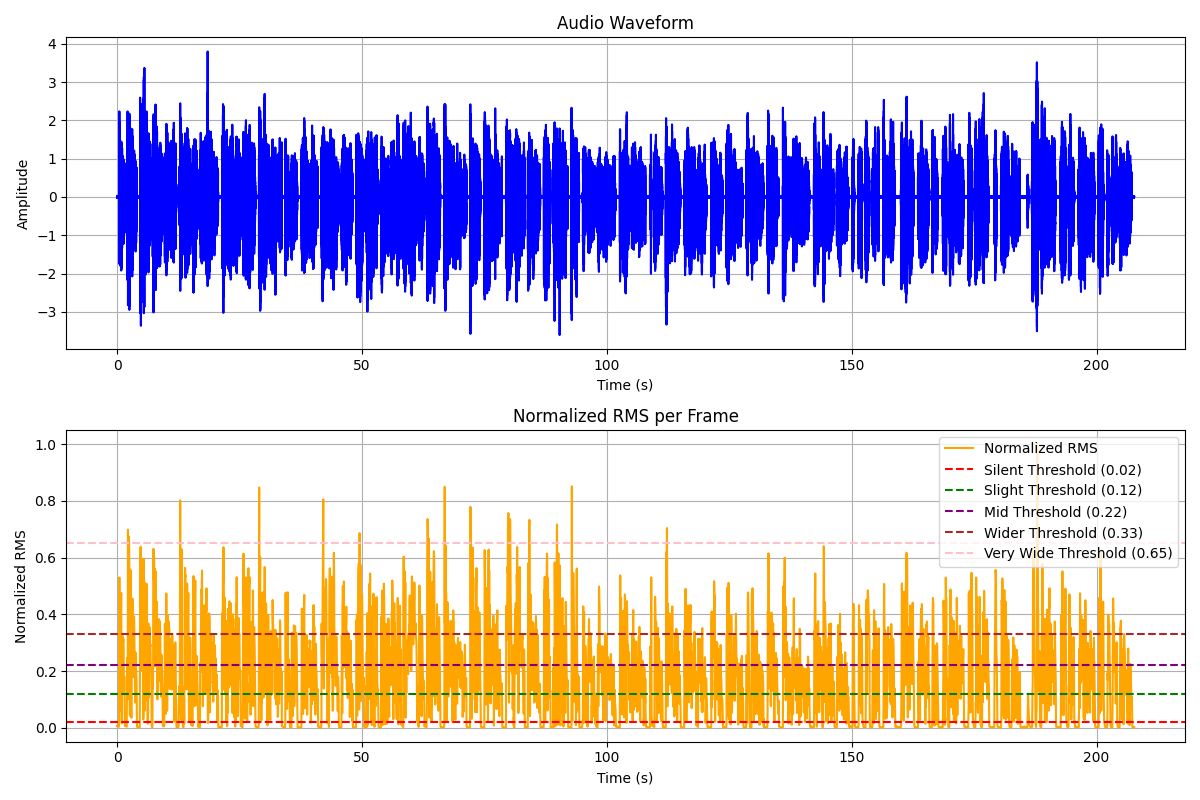 Audio Waveform
4
3
2
1
0
−1
−2
−3
Amplitude
0 50 100 150 200
Time (s)
Normalized RMS per Frame
1.0
0.8
0.6
0.4
0.2
0.0
Normalized RMS
Normalized RMS
Silent Threshold (0.02)
Slight Threshold (0.12)
Mid Threshold (0.22)
Wider Threshold (0.33)
Very Wide Threshold (0.65)
0 50 100 150 200
Time (s)